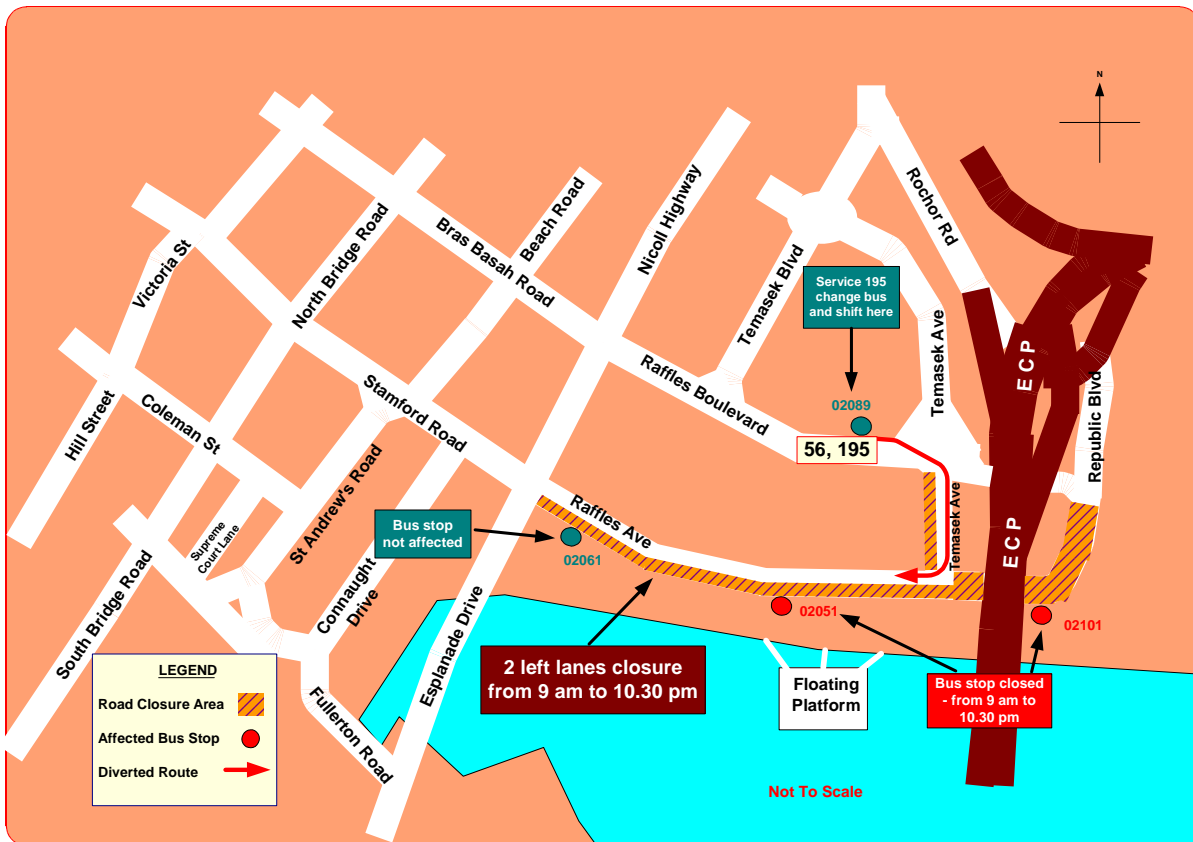 N
Rochor Rd
Nicoll Highway
Beach Road
North Bridge Road
Victoria St
Bras Basah Road
Temasek Blvd
Service 195
change bus
and shift here
Temasek Ave
E C P
Republic Blvd
02089
56, 195
Raffles Boulevard
Stamford Road
Coleman St
Hill Street
St Andrew's Road
Supreme
Court Lane
Connaught
Drive
South Bridge Road
Bus stop
not affected
02061
Raffles Ave
Temasek Ave
E C P
02051
02101
Esplanade Drive
Fullerton Road
2 left lanes closure
from 9 am to 10.30 pm
Floating
Platform
Bus stop closed
- from 9 am to
10.30 pm
Not To Scale
LEGEND
Road Closure Area
Affected Bus Stop
Diverted Route